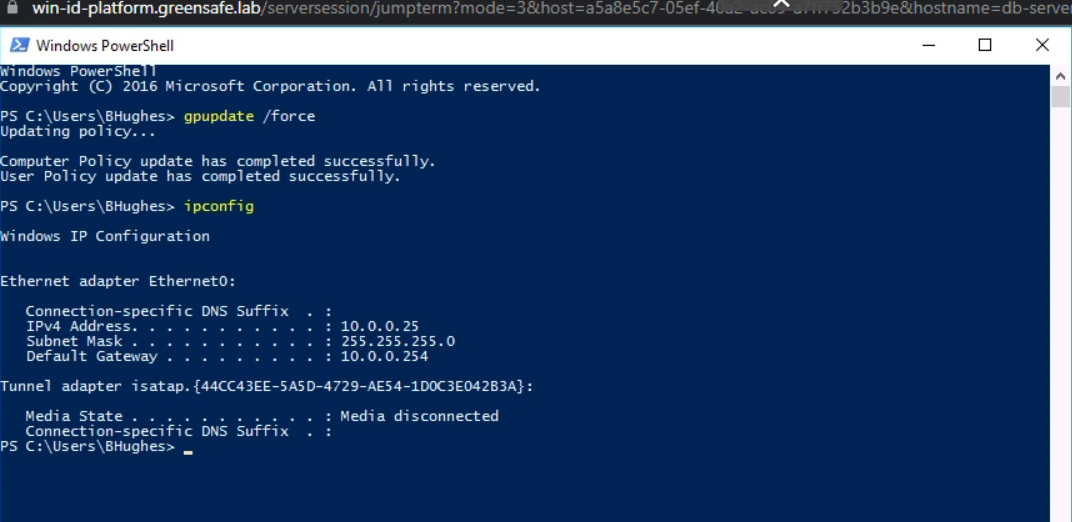 win-id-platform.greensafe.lab/serversession/jumpterm?mode=3&host=a5a8e5c7-05ef-40a2-ac69-a7ff752b3b9e&hostname=db-server
Windows PowerShell
Windows PowerShell
Copyright (C) 2016 Microsoft Corporation. All rights reserved.
PS C:\Users\BHughes> gpupdate /force
Updating policy...
Computer Policy update has completed successfully.
User Policy update has completed successfully.
PS C:\Users\BHughes> ipconfig
Windows IP Configuration
Ethernet adapter Ethernet0:
Connection-specific DNS Suffix  . :
IPv4 Address. . . . . . . . . . . : 10.0.0.25
Subnet Mask . . . . . . . . . . . : 255.255.255.0
Default Gateway . . . . . . . . . : 10.0.0.254
Tunnel adapter isatap.{44CC43EE-5A5D-4729-AE54-1D0C3E042B3A}:
Media State . . . . . . . . . . . : Media disconnected
Connection-specific DNS Suffix  . :
PS C:\Users\BHughes>